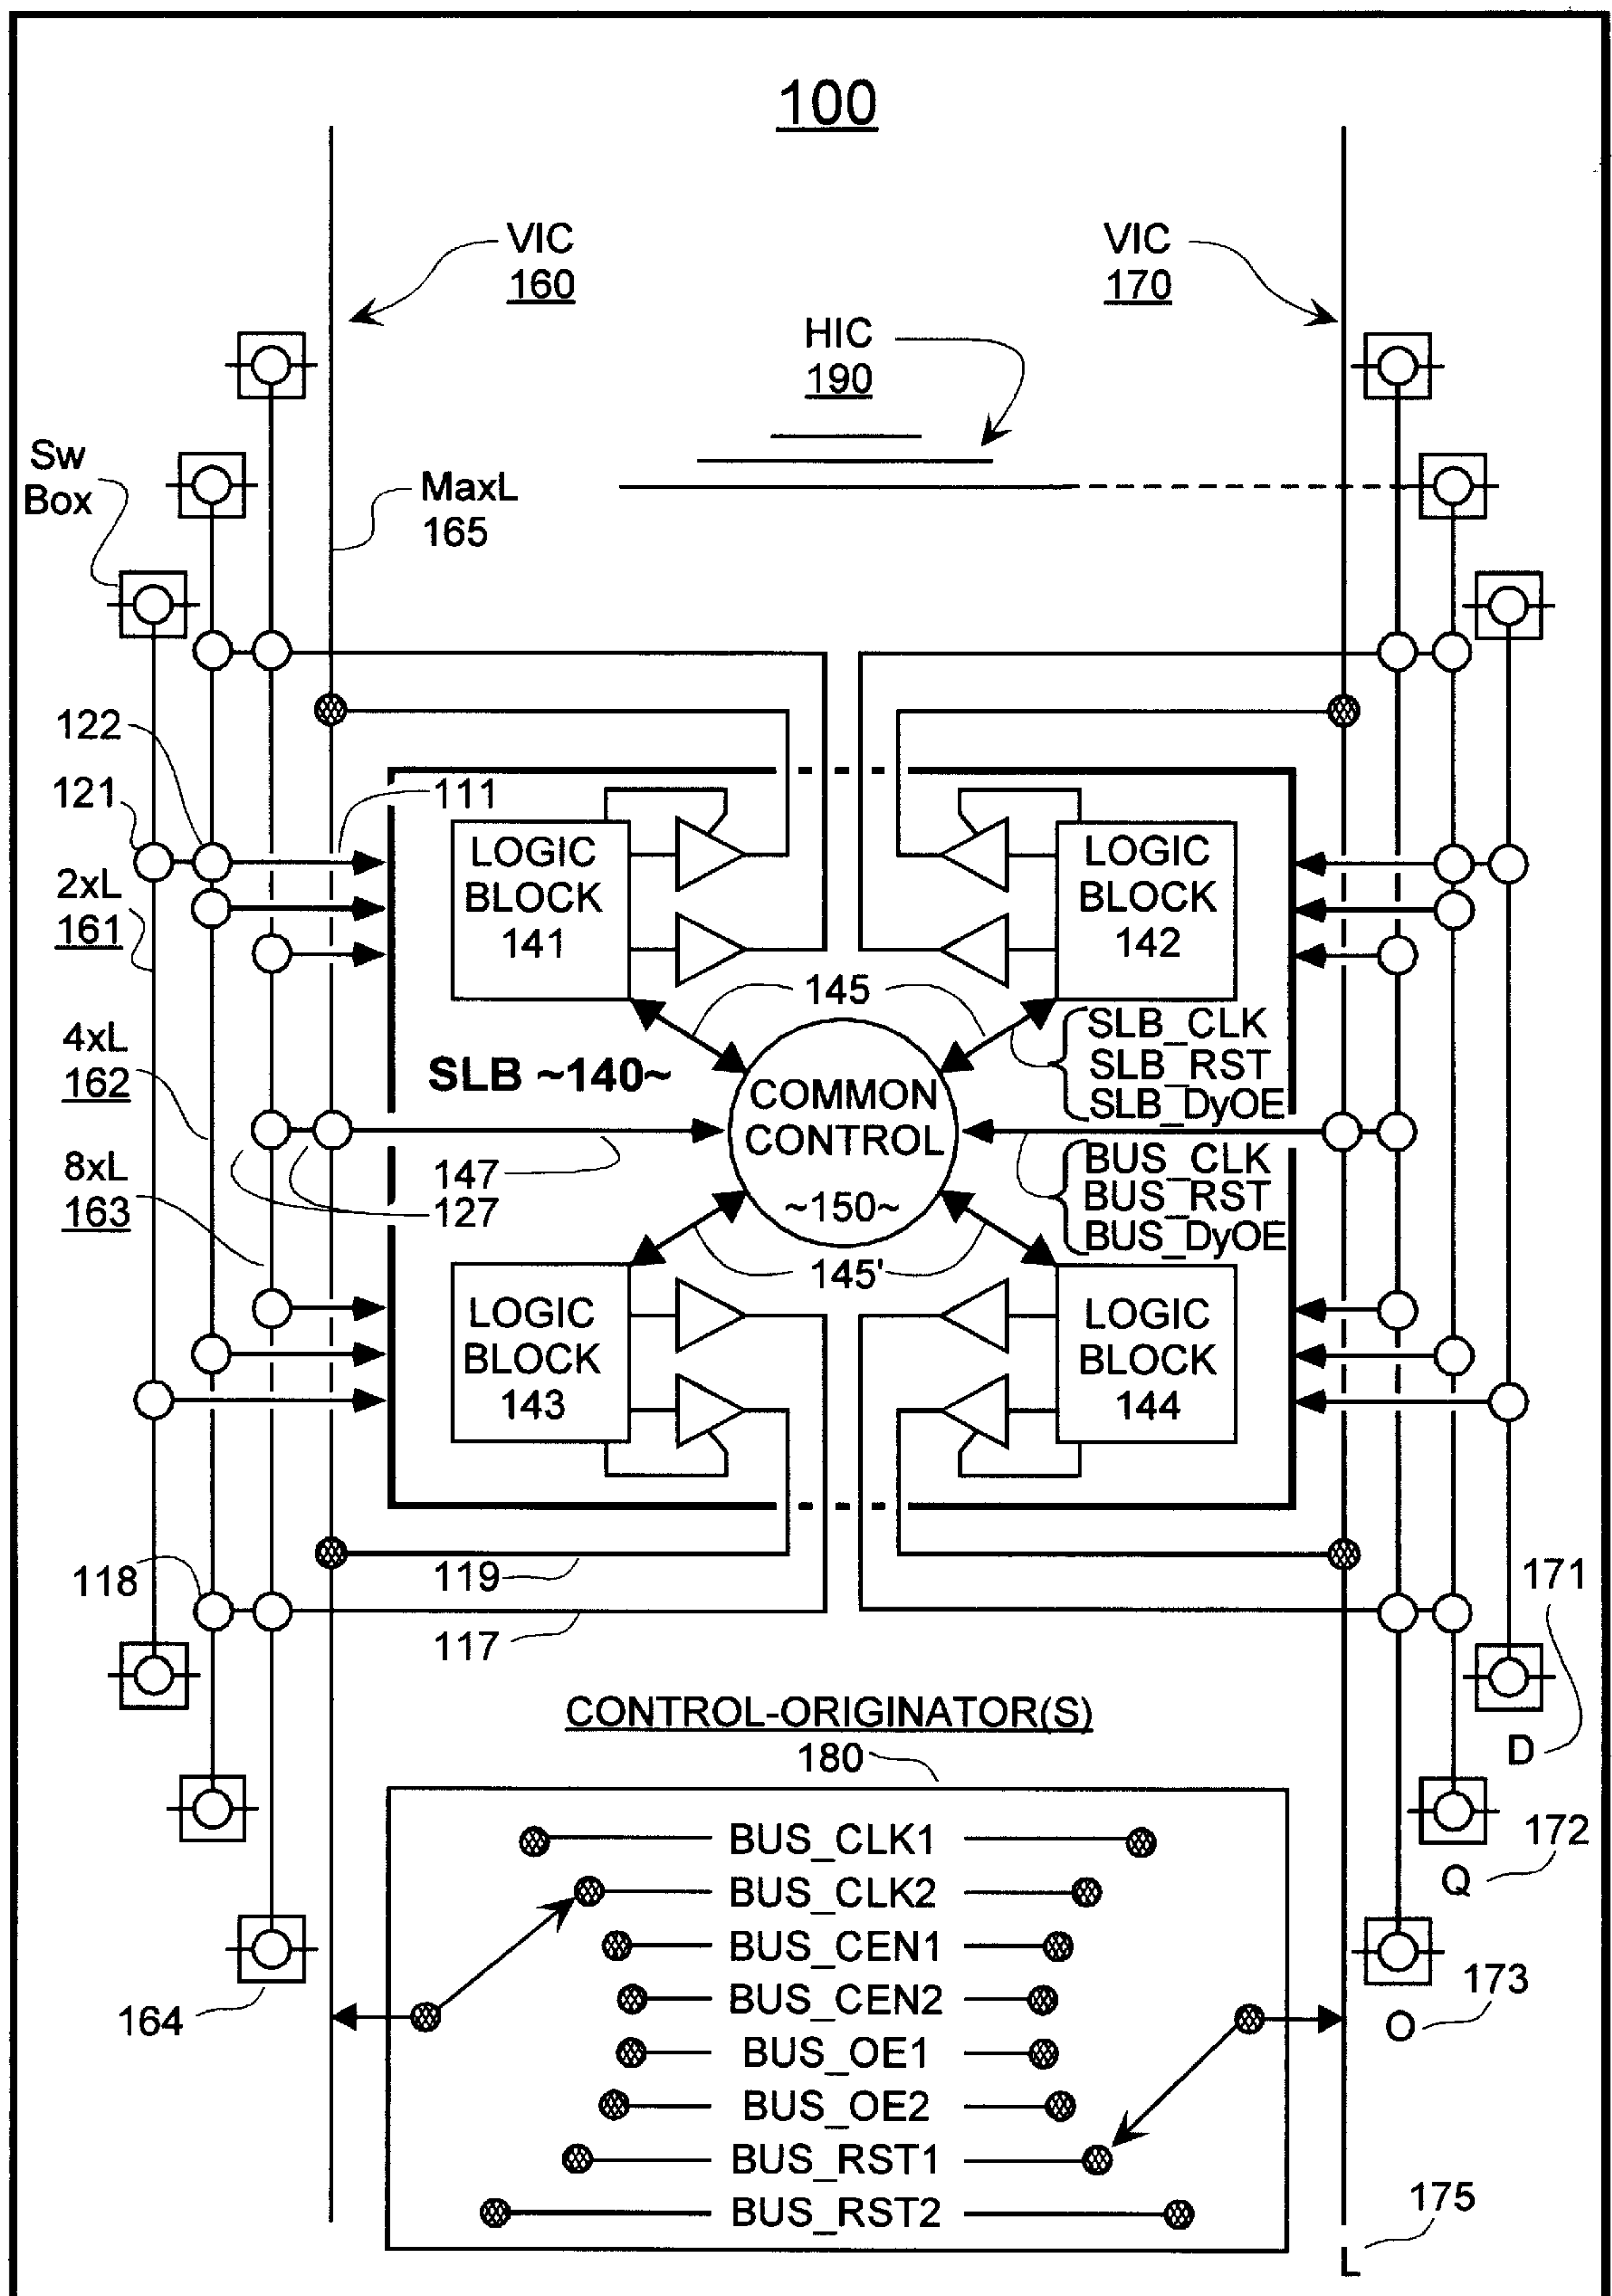 100
VIC
160
VIC
170
HIC
190
Sw
Box
MaxL
165
122
121
111
2xL
161
LOGIC
BLOCK
141
LOGIC
BLOCK
142
145
SLB_CLK
SLB_RST
SLB_DyOE
4xL
162
SLB ~140~
COMMON
CONTROL
~150~
147
127
8xL
163
BUS_CLK
BUS_RST
BUS_DyOE
145'
LOGIC
BLOCK
143
LOGIC
BLOCK
144
118
119
117
171
D
172
Q
173
O
164
CONTROL-ORIGINATOR(S)
180
BUS_CLK1
BUS_CLK2
BUS_CEN1
BUS_CEN2
BUS_OE1
BUS_OE2
BUS_RST1
BUS_RST2
175
L